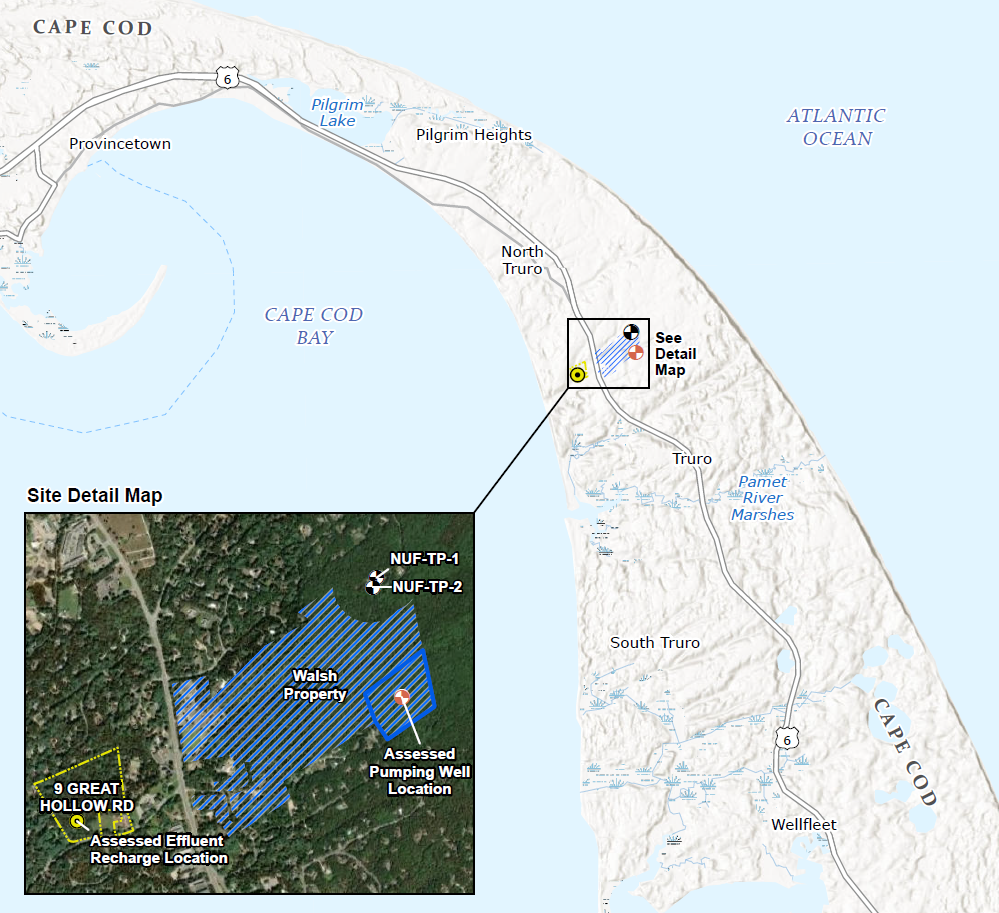 CAPE COD
6
Pilgrim
Lake
ATLANTIC
OCEAN
Provincetown
Pilgrim Heights
North
Truro
CAPE COD
BAY
See
Detail
Map
Truro
Pamet
River
Marshes
Site Detail Map
NUF-TP-1
NUF-TP-2
Walsh
Property
Assessed
Pumping Well
Location
9 GREAT
HOLLOW RD
Assessed Effluent
Recharge Location
South Truro
CAPE COD
6
Wellfleet